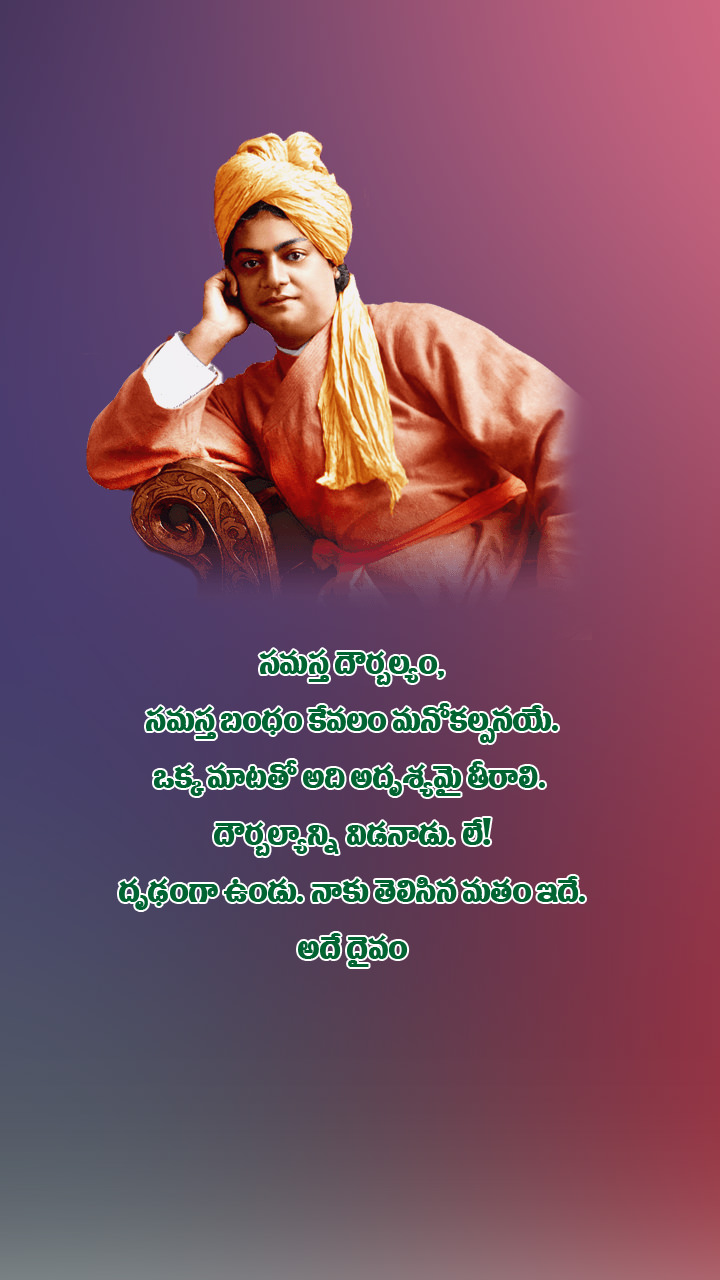 సమస్త దౌర్బల్యం,
సమస్త బంధం కేవలం మనోకల్పనయే.
ఒక్క మాటతో అది అదృశ్యమై తీరాలి.
దౌర్బల్యాన్ని విడనాడు. లే!
దృఢంగా ఉండు. నాకు తెలిసిన మతం ఇదే.
అదే దైవం